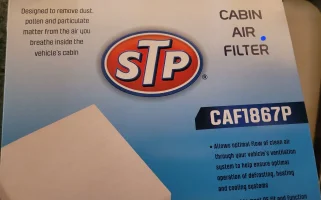 Designed to remove dust,
pollen and particulate
matter from the air you
breathe inside the
vehicle's cabin
STP
®
CABIN
AIR
FILTER
CAF1867P
• Allows optimal flow of clean air
through your vehicle's ventilation
system to help ensure optimal
operation of defrosting, heating
and cooling systems